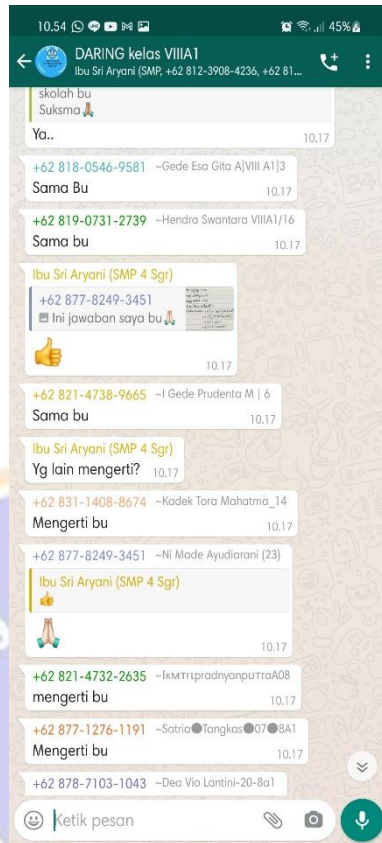 10.54
45%
DARING kelas VIIIA1
Ibu Sri Aryani (SMP, +62 812-3908-4236, +62 81...
skolah bu
Suksma🙏
Ya..
10.17
+62 818-0546-9581 ~Gede Esa Gita A|VIII A1|3
Sama Bu
10.17
+62 819-0731-2739 ~Hendra Swantara VIIIA1/16
Sama bu
10.17
Ibu Sri Aryani (SMP 4 Sgr)
+62 877-8249-3451
Ini jawaban saya bu🙏
👍
10.17
+62 821-4738-9665 ~I Gede Prudenta M | 6
Sama bu
10.17
Ibu Sri Aryani (SMP 4 Sgr)
Yg lain mengerti?
10.17
+62 831-1408-8674 ~Kadek Tora Mahatma_14
Mengerti bu
10.17
+62 877-8249-3451 ~Ni Made Ayudiarani (23)
Ibu Sri Aryani (SMP 4 Sgr)
👍
🙏
10.17
+62 821-4732-2635
mengerti bu
10.17
+62 877-1276-1191 ~Satria●Tangkas●07●8A1
Mengerti bu
10.17
+62 878-7103-1043 ~Dea Vio Lantini-20-8a1
Ketik pesan